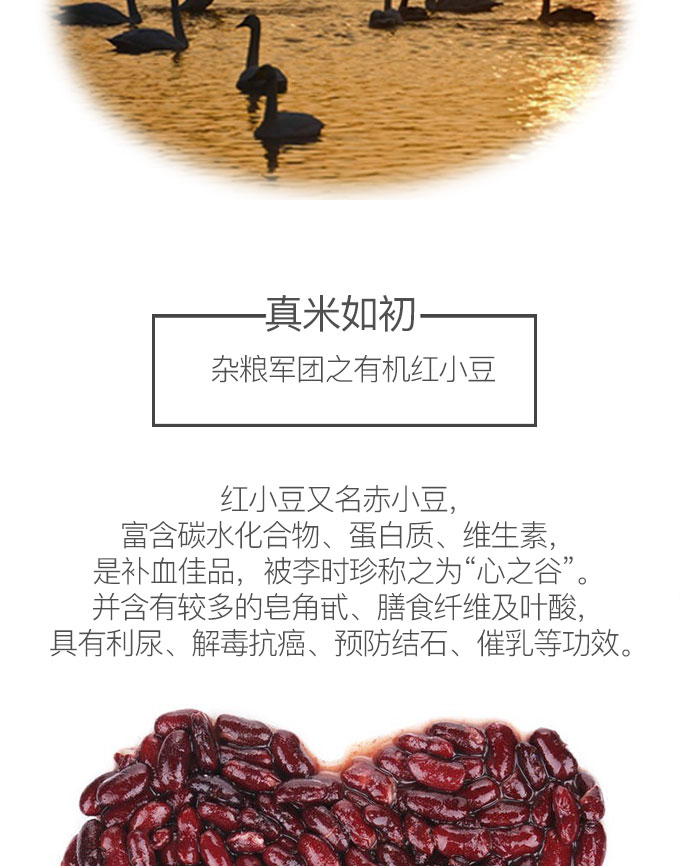 真米如初
杂粮军团之有机红小豆
红小豆又名赤小豆,
富含碳水化合物、蛋白质、维生素,
是补血佳品，被李时珍称之为“心之谷”。
并含有较多的皂角甙、膳食纤维及叶酸,
具有利尿、解毒抗癌、预防结石、催乳等功效。